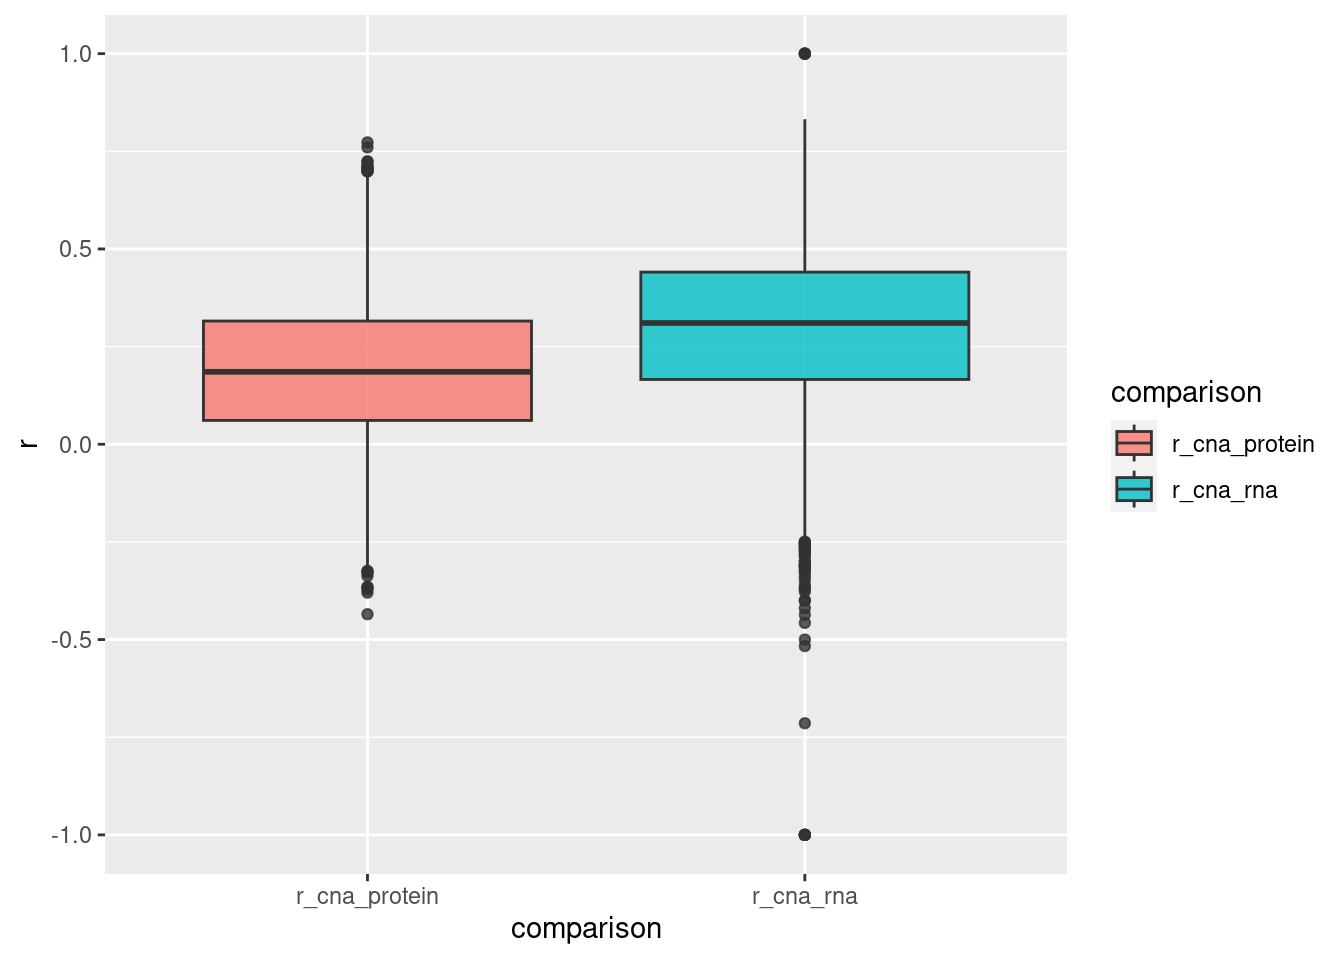 1.0
0.5
0.0
-0.5
-1.0
r
r_cna_protein
r_cna_rna
comparison
comparison
r_cna_protein
r_cna_rna